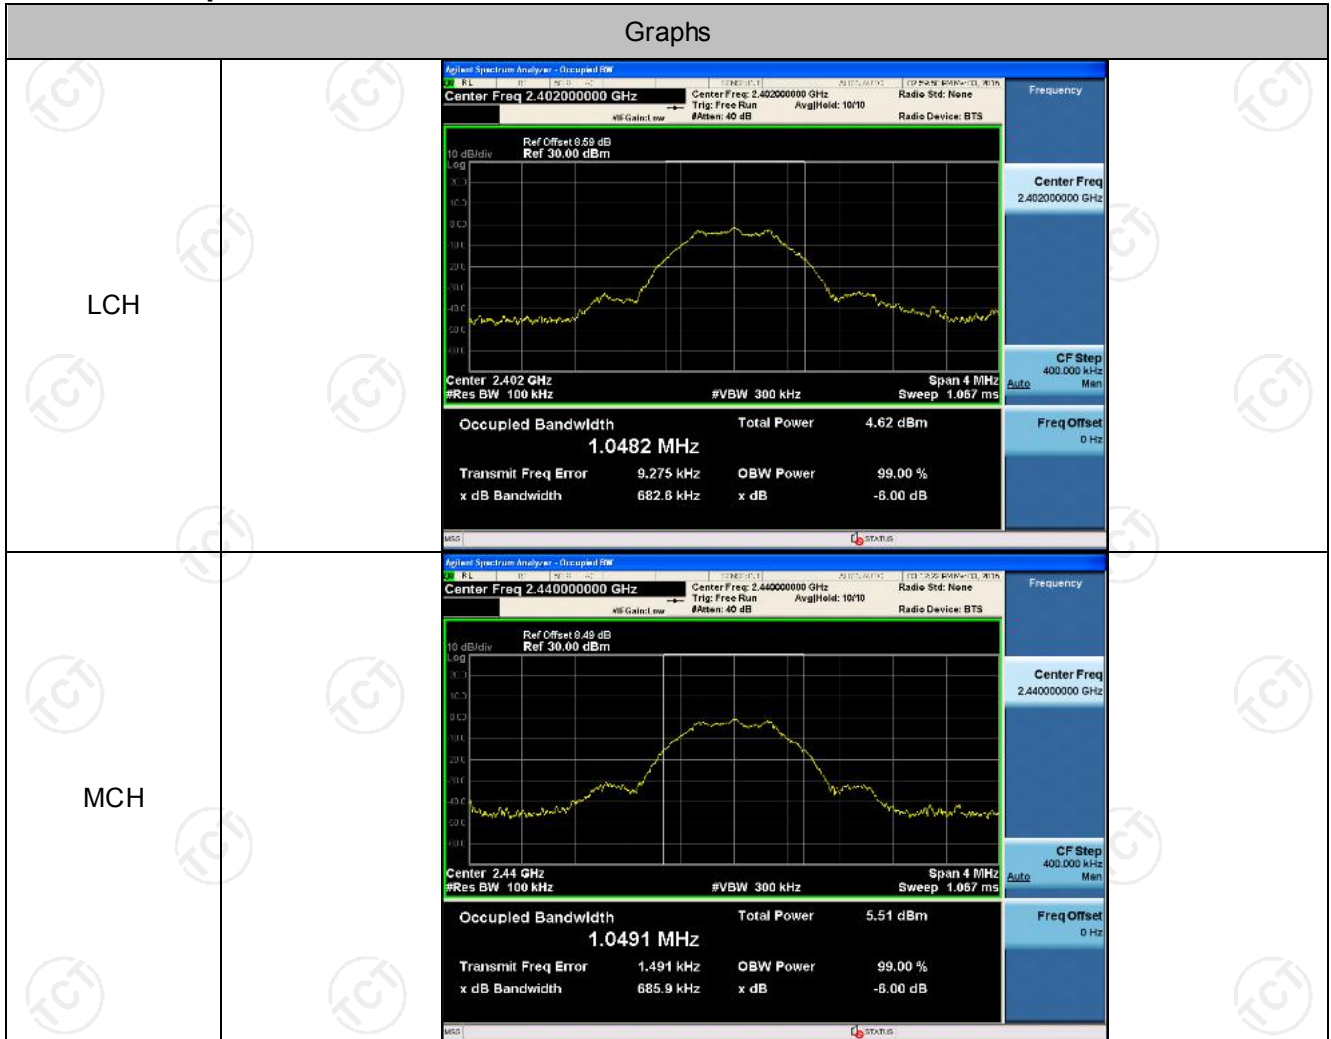 Graphs
LCH
Agilent Spectrum Analyzer - Occupied BW
RL
Center Freq 2.402000000 GHz
Center Freq: 2.402000000 GHz
Radio Std: None
Trig: Free Run Avg|Hold: 10/10
#IFGain:Low #Atten: 40 dB Radio Device: BTS
Ref Offset 8.59 dB
10 dB/div Ref 30.00 dBm
Log
Center 2.402 GHz Span 4 MHz
#Res BW 100 kHz #VBW 300 kHz Sweep 1.067 ms
Occupied Bandwidth Total Power 4.62 dBm
1.0482 MHz
Transmit Freq Error 9.275 kHz OBW Power 99.00 %
x dB Bandwidth 682.6 kHz x dB -6.00 dB
MSG STATUS
Frequency
Center Freq
2.402000000 GHz
CF Step
400.000 kHz
Auto Man
Freq Offset
0 Hz
MCH
Agilent Spectrum Analyzer - Occupied BW
RL
Center Freq 2.440000000 GHz
Center Freq: 2.440000000 GHz
Radio Std: None
Trig: Free Run Avg|Hold: 10/10
#IFGain:Low #Atten: 40 dB Radio Device: BTS
Ref Offset 8.49 dB
10 dB/div Ref 30.00 dBm
Log
Center 2.44 GHz Span 4 MHz
#Res BW 100 kHz #VBW 300 kHz Sweep 1.067 ms
Occupied Bandwidth Total Power 5.51 dBm
1.0491 MHz
Transmit Freq Error 1.491 kHz OBW Power 99.00 %
x dB Bandwidth 685.9 kHz x dB -6.00 dB
MSG STATUS
Frequency
Center Freq
2.440000000 GHz
CF Step
400.000 kHz
Auto Man
Freq Offset
0 Hz
TCT